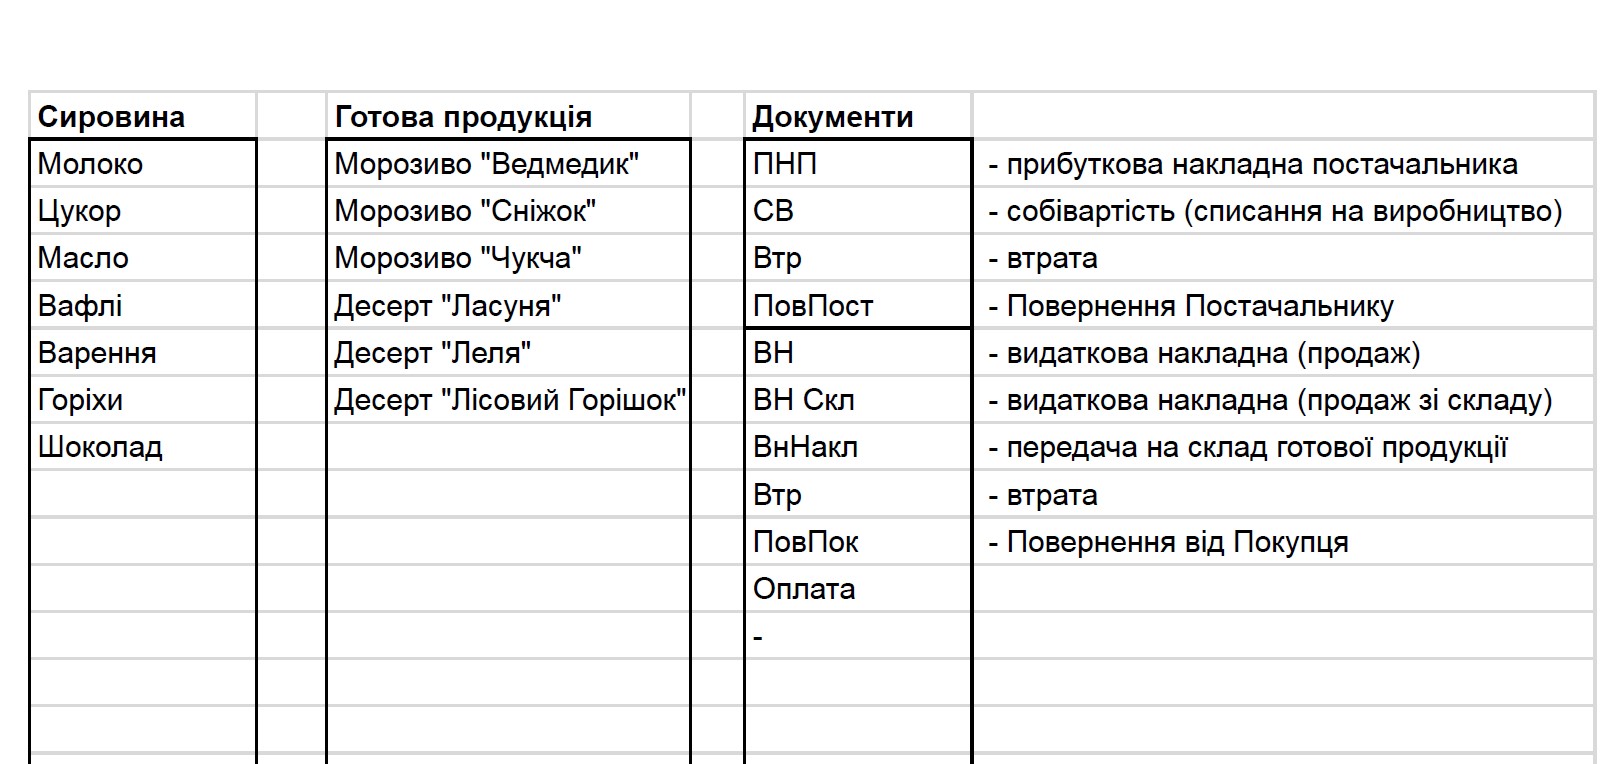 Сировина Готова продукція Документи
Молоко Морозиво "Ведмедик" ПНП - прибуткова накладна постачальника
Цукор Морозиво "Сніжок" СВ - собівартість (списання на виробництво)
Масло Морозиво "Чукча" Втр - втрата
Вафлі Десерт "Ласуня" ПовПост - Повернення Постачальнику
Варення Десерт "Леля" ВН - видаткова накладна (продаж)
Горіхи Десерт "Лісовий Горішок" ВН Скл - видаткова накладна (продаж зі складу)
Шоколад ВнНакл - передача на склад готової продукції
Втр - втрата
ПовПок - Повернення від Покупця
Оплата
-